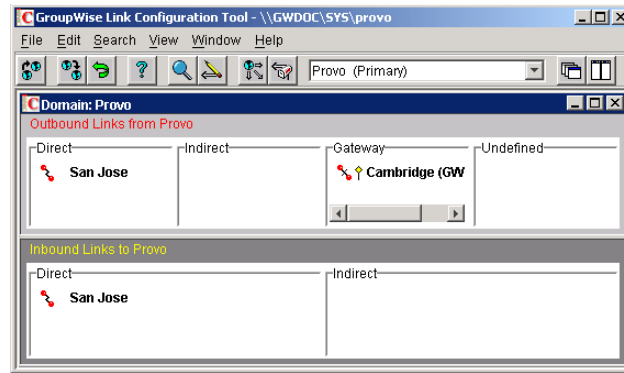 GroupWise Link Configuration Tool - \\GWDOC\SYS\provo
File Edit Search View Window Help
Provo (Primary)
Domain: Provo
Outbound Links from Provo
Direct Indirect Gateway Undefined
San Jose Cambridge (GW
Inbound Links to Provo
Direct Indirect
San Jose